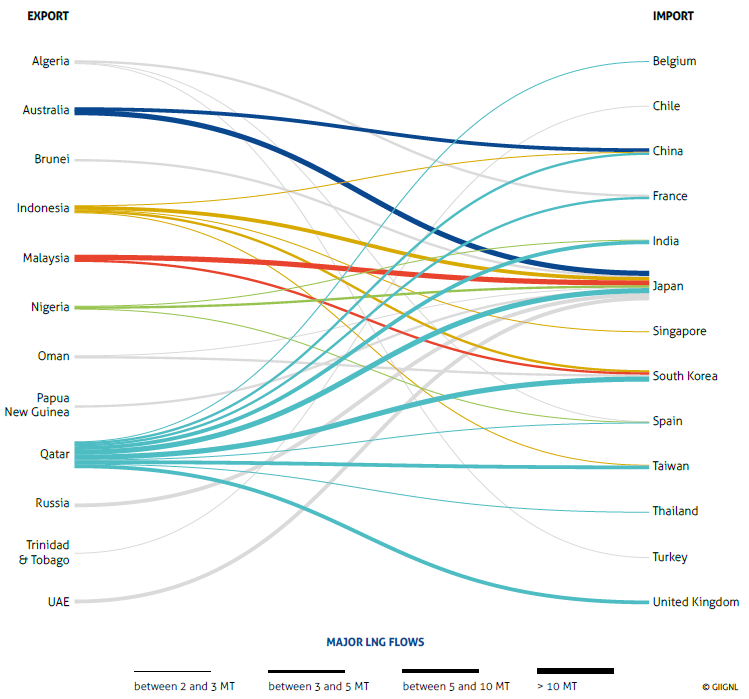 EXPORT
IMPORT
Algeria
Australia
Brunei
Indonesia
Malaysia
Nigeria
Oman
Papua
New Guinea
Qatar
Russia
Trinidad
& Tobago
UAE
Belgium
Chile
China
France
India
Japan
Singapore
South Korea
Spain
Taiwan
Thailand
Turkey
United Kingdom
MAJOR LNG FLOWS
between 2 and 3 MT
between 3 and 5 MT
between 5 and 10 MT
> 10 MT
© GIIGNL